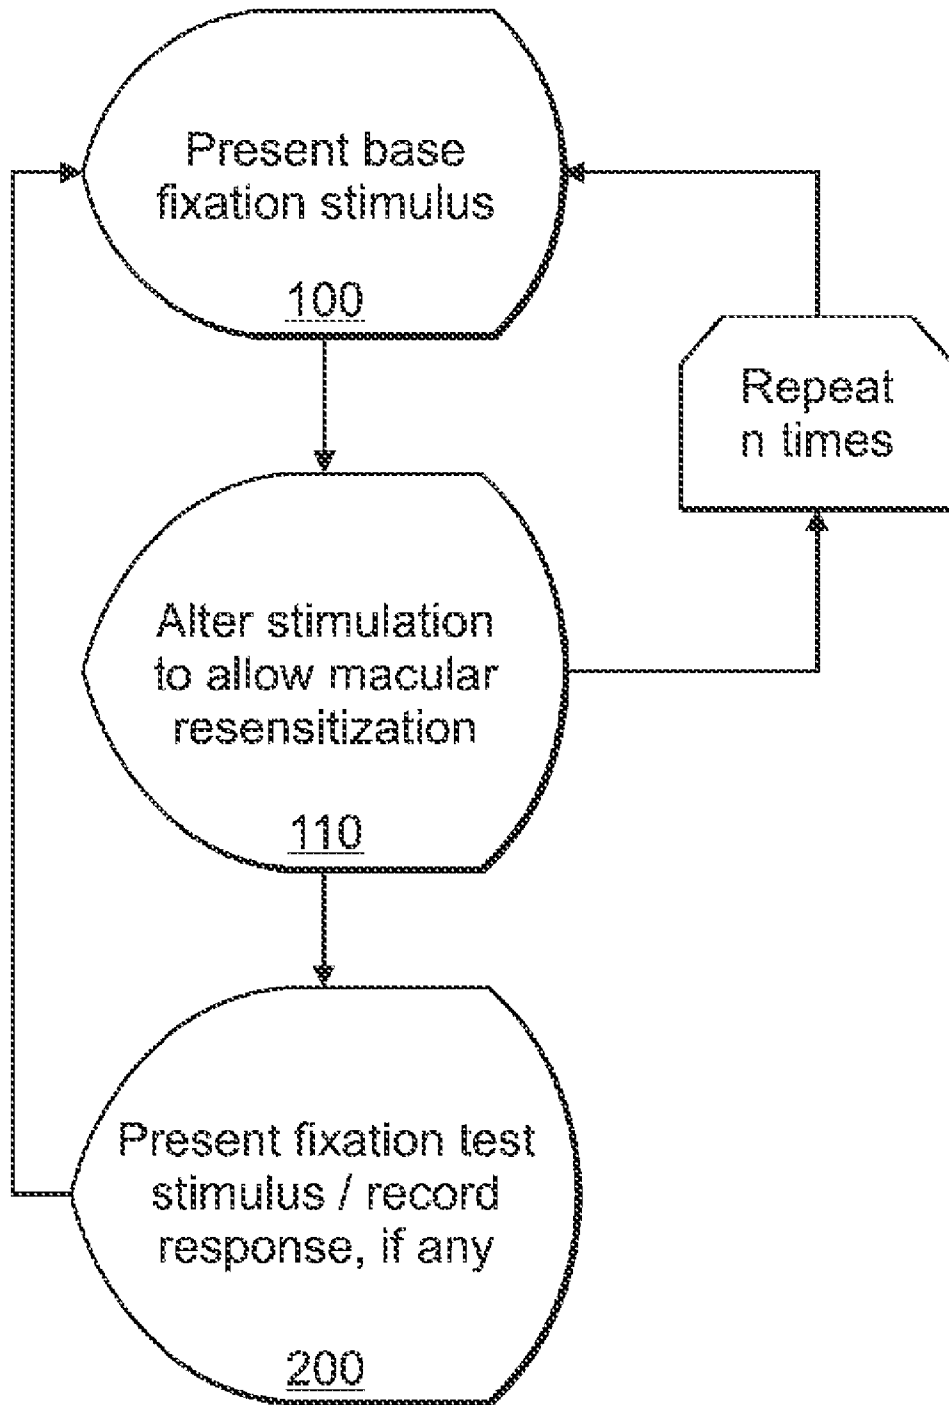 Present base
fixation stimulus
100
Repeat
n times
Alter stimulation
to allow macular
resensitization
110
Present fixation test
stimulus / record
response, if any
200